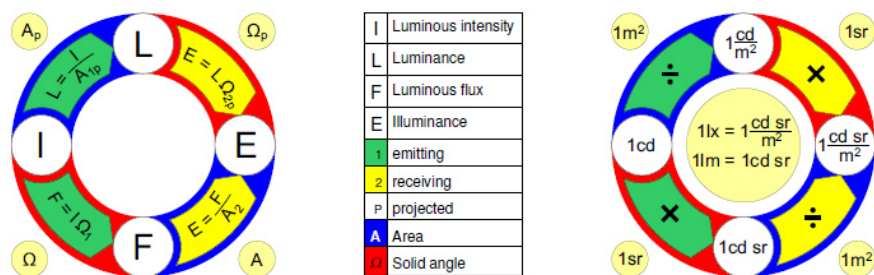 Aₚ
Ωₚ
L
L = I/A₁ₚ
E = LΩ₂ₚ
I
E
F = IΩ₁
E = F/A₂
F
Ω
A
I Luminous intensity
L Luminance
F Luminous flux
E Illuminance
1 emitting
2 receiving
P projected
A Area
Ω Solid angle
1m²
1sr
1 cd/m²
÷
×
1cd
1lx = 1 cd sr/m²
1lm = 1cd sr
1 cd sr/m²
×
÷
1cd sr
1sr
1m²